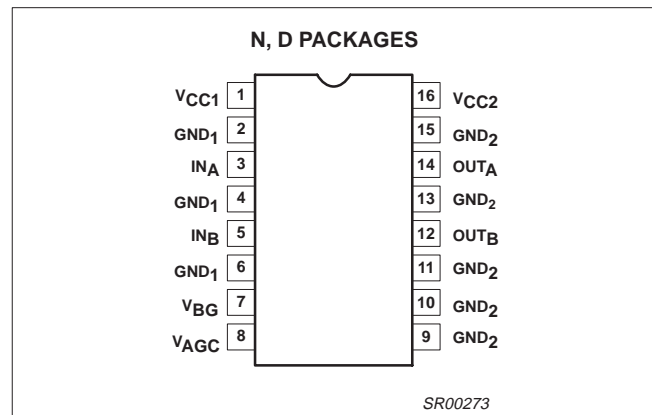 N, D PACKAGES
VCC1 1 16 VCC2
GND1 2 15 GND2
INA 3 14 OUTA
GND1 4 13 GND2
INB 5 12 OUTB
GND1 6 11 GND2
VBG 7 10 GND2
VAGC 8 9 GND2
SR00273